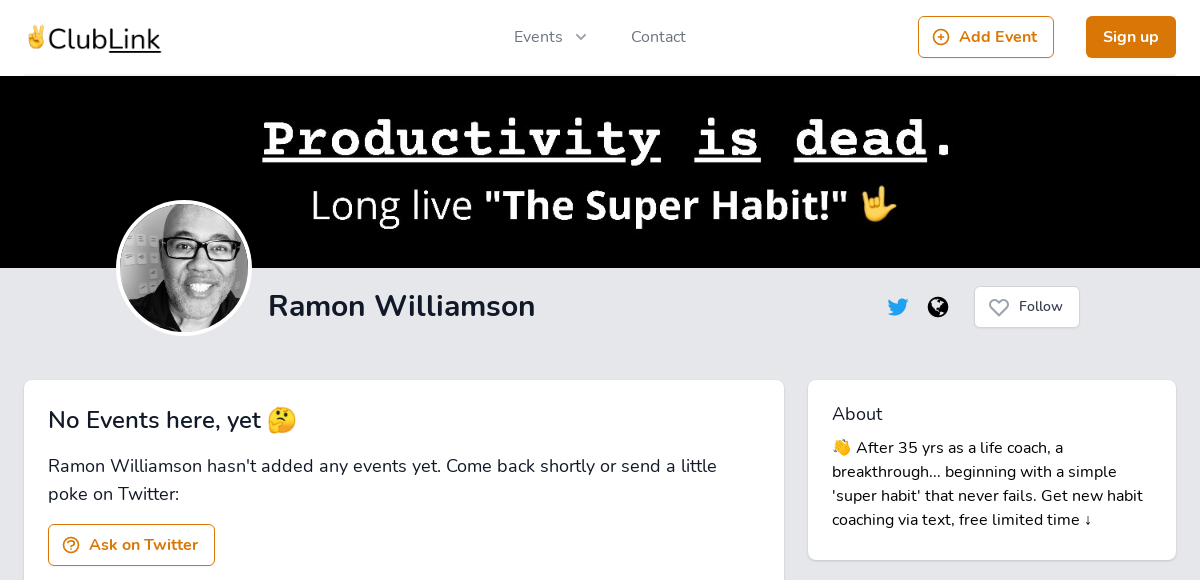 ✌️ClubLink
Events
Contact
Add Event
Sign up
Productivity is dead.
Long live "The Super Habit!" 🤟
Ramon Williamson
Follow
No Events here, yet 🤔
Ramon Williamson hasn't added any events yet. Come back shortly or send a little
poke on Twitter:
Ask on Twitter
About
👋 After 35 yrs as a life coach, a
breakthrough... beginning with a simple
'super habit' that never fails. Get new habit
coaching via text, free limited time ↓